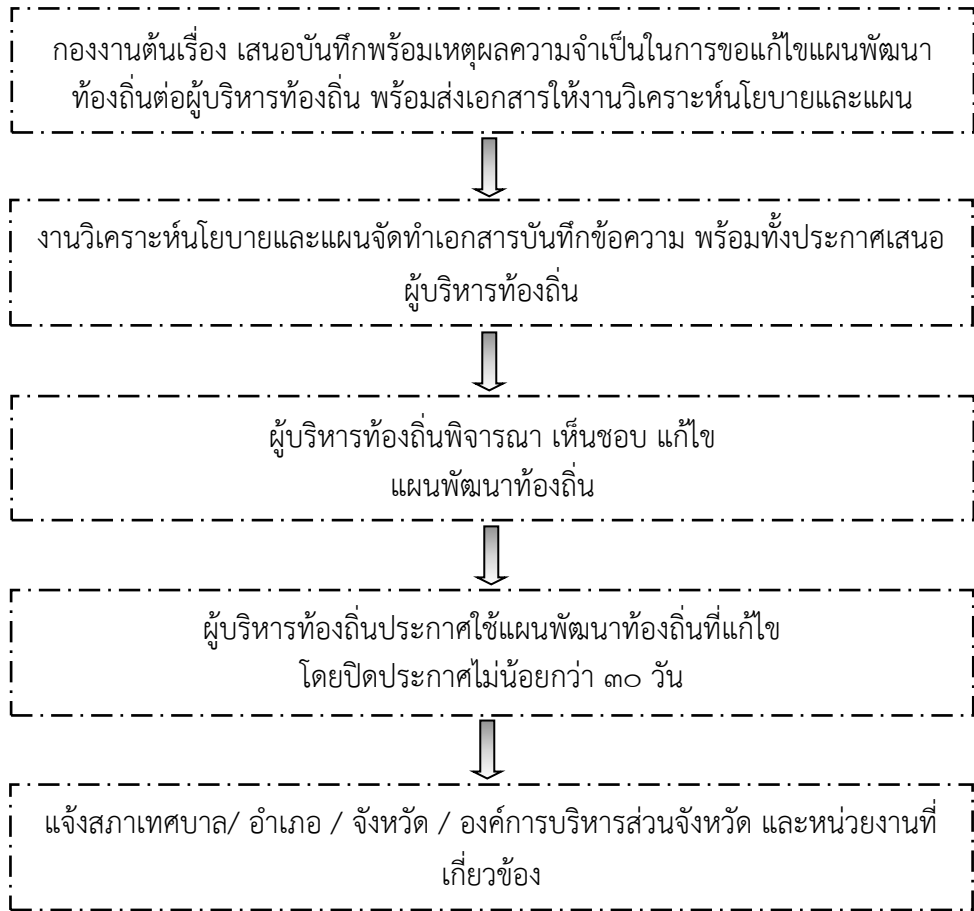 กองงานต้นเรื่อง เสนอบันทึกพร้อมเหตุผลความจำเป็นในการขอแก้ไขแผนพัฒนา
ท้องถิ่นต่อผู้บริหารท้องถิ่น พร้อมส่งเอกสารให้งานวิเคราะห์นโยบายและแผน
งานวิเคราะห์นโยบายและแผนจัดทำเอกสารบันทึกข้อความ พร้อมทั้งประกาศเสนอ
ผู้บริหารท้องถิ่น
ผู้บริหารท้องถิ่นพิจารณา เห็นชอบ แก้ไข
แผนพัฒนาท้องถิ่น
ผู้บริหารท้องถิ่นประกาศใช้แผนพัฒนาท้องถิ่นที่แก้ไข
โดยปิดประกาศไม่น้อยกว่า ๓๐ วัน
แจ้งสภาเทศบาล/ อำเภอ / จังหวัด / องค์การบริหารส่วนจังหวัด และหน่วยงานที่
เกี่ยวข้อง